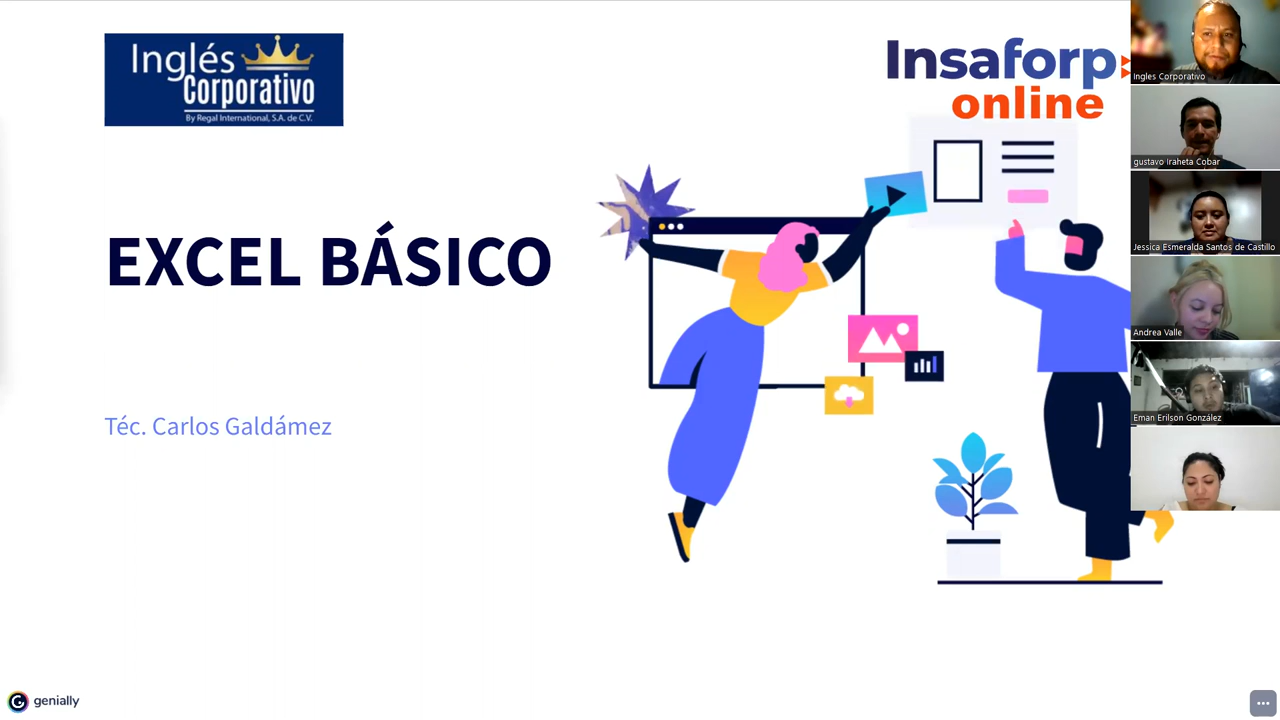 Inglés
Corporativo
By Regal International, S.A. de C.V.
Insaforp
online
EXCEL BÁSICO
Téc. Carlos Galdámez
genially
Ingles Corporativo
gustavo Iraheta Cobar
Jessica Esmeralda Santos de Castillo
Andrea Valle
Eman Erilson González